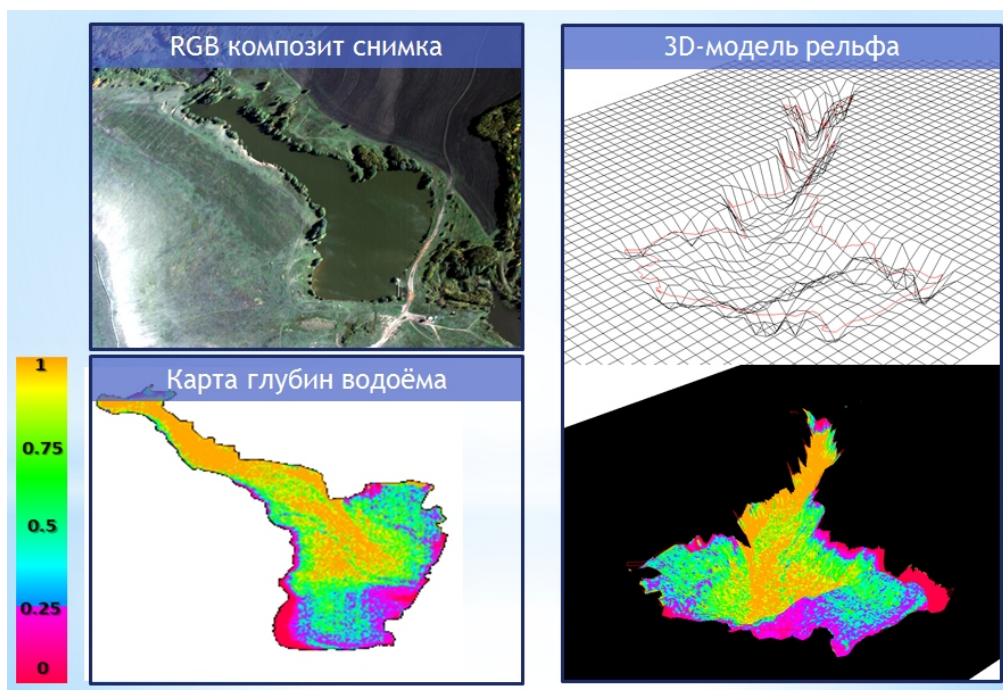 RGB композит снимка
3D-модель рельфа
Карта глубин водоёма
1
0.75
0.5
0.25
0